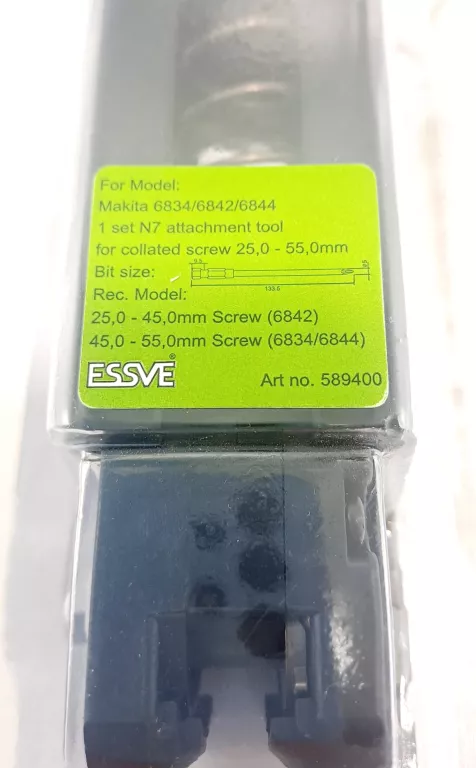 For Model:
Makita 6834/6842/6844
1 set N7 attachment tool
for collated screw 25,0 - 55,0mm
Bit size:
133.5
Rec. Model:
25,0 - 45,0mm Screw (6842)
45,0 - 55,0mm Screw (6834/6844)
ESSVE®
Art no. 589400